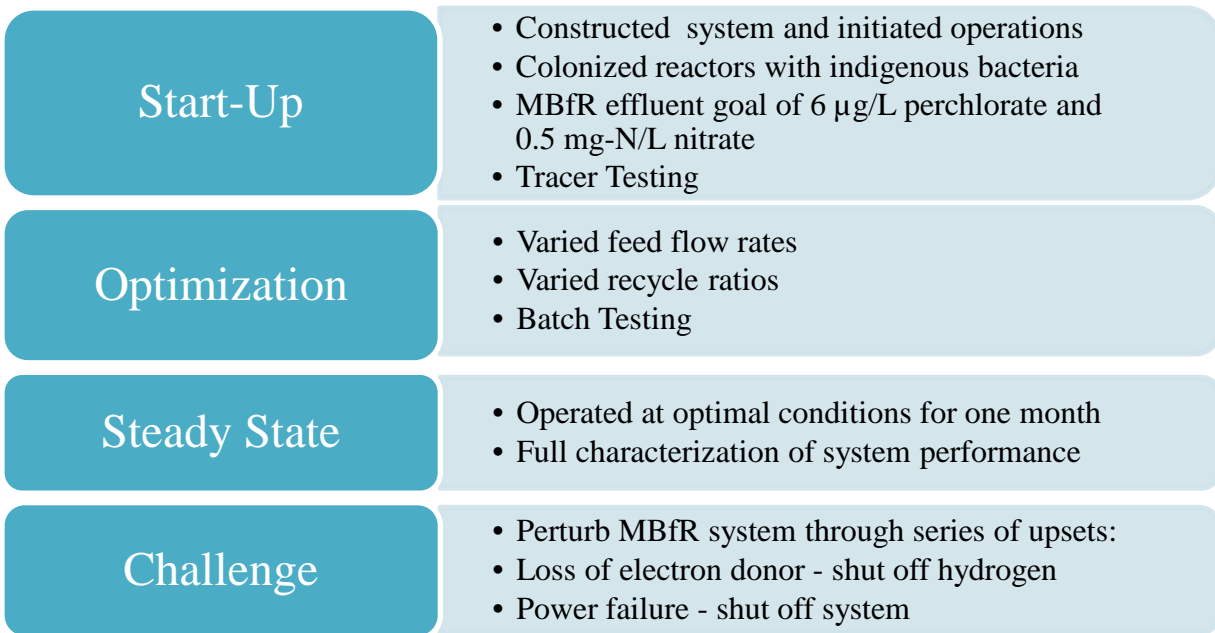 Start-Up
• Constructed system and initiated operations
• Colonized reactors with indigenous bacteria
• MBfR effluent goal of 6 µg/L perchlorate and
0.5 mg-N/L nitrate
• Tracer Testing
Optimization
• Varied feed flow rates
• Varied recycle ratios
• Batch Testing
Steady State
• Operated at optimal conditions for one month
• Full characterization of system performance
Challenge
• Perturb MBfR system through series of upsets:
• Loss of electron donor - shut off hydrogen
• Power failure - shut off system